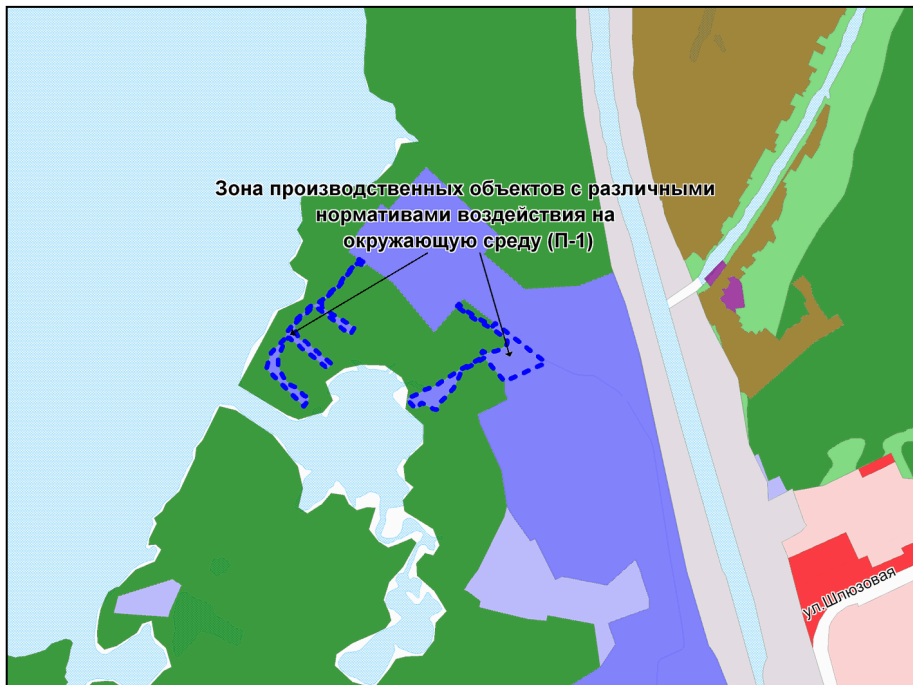 Зона производственных объектов с различными
нормативами воздействия на
окружающую среду (П-1)
ул.Шлюзовая